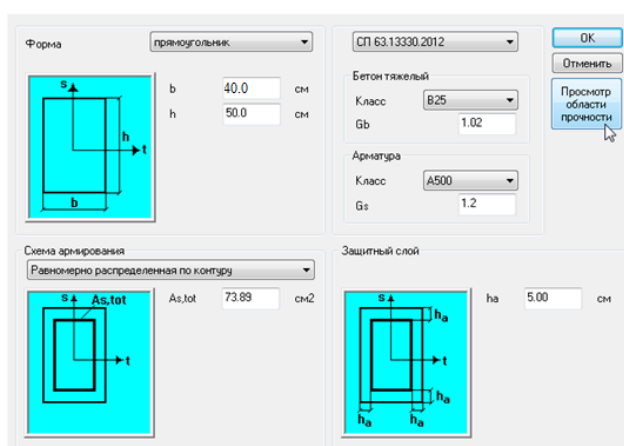 Форма
прямоугольник
s
h
t
b
b 40.0 см
h 50.0 см
СП 63.13330.2012
Бетон тяжелый
Класс B25
Gb 1.02
Арматура
Класс A500
Gs 1.2
OK
Отменить
Просмотр
области
прочности
Схема армирования
Равномерно распределенная по контуру
s As,tot
t
As,tot 73.89 см2
Защитный слой
s
ha
t
ha
ha ha
ha 5.00 см